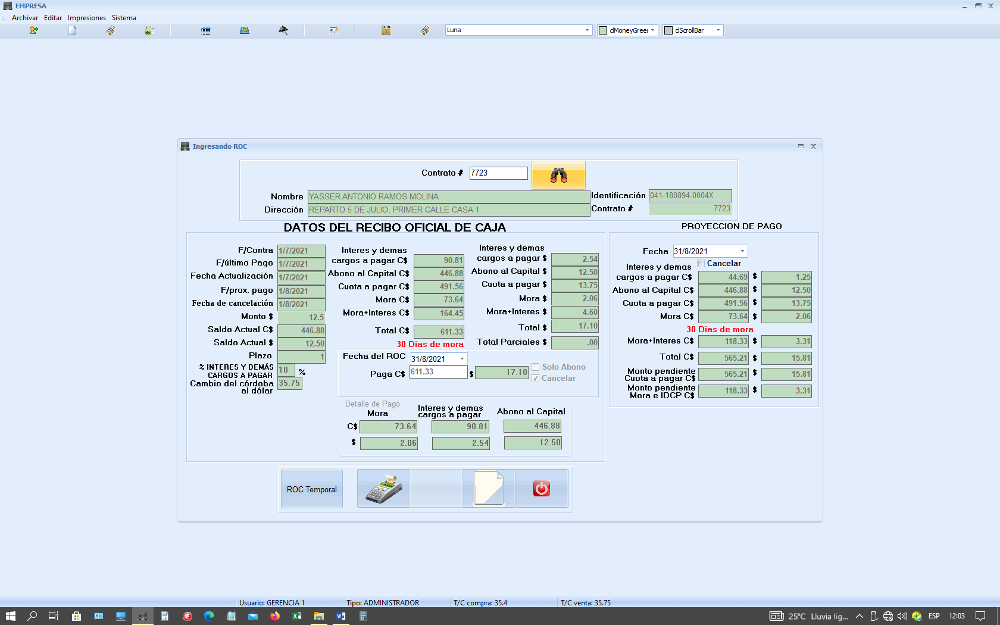 EMPRESA
Archivar Editar Impresiones Sistema
Luna clMoneyGreer clScrollBar
Ingresando ROC
Contrato # 7723
Nombre YASSER ANTONIO RAMOS MOLINA Identificación 041-180894-0004X
Dirección REPARTO 5 DE JULIO, PRIMER CALLE CASA 1 Contrato # 7723
DATOS DEL RECIBO OFICIAL DE CAJA
F/Contra 1/7/2021
F/último Pago 1/7/2021
Fecha Actualización 1/7/2021
F/prox. pago 1/8/2021
Fecha de cancelación 1/8/2021
Monto $ 12.5
Saldo Actual C$ 446.88
Saldo Actual $ 12.50
Plazo 1
% INTERES Y DEMÁS
CARGOS A PAGAR 10 %
Cambio del córdoba
al dólar 35.75
Interes y demas
cargos a pagar C$ 90.81
Abono al Capital C$ 446.88
Cuota a pagar C$ 491.56
Mora C$ 73.64
Mora+Interes C$ 164.45
Total C$ 611.33
30 Dias de mora
Interes y demas
cargos a pagar $ 2.54
Abono al Capital $ 12.50
Cuota a pagar $ 13.75
Mora $ 2.06
Mora+Interes $ 4.60
Total $ 17.10
Total Parciales $ .00
Fecha del ROC 31/8/2021
Paga C$ 611.33 $ 17.10
Solo Abono
Cancelar
Detalle de Pago
Mora
Interes y demas
cargos a pagar
Abono al Capital
C$ 73.64 90.81 446.88
$ 2.06 2.54 12.50
PROYECCION DE PAGO
Fecha 31/8/2021
Cancelar
Interes y demas
cargos a pagar C$ 44.69 $ 1.25
Abono al Capital C$ 446.88 $ 12.50
Cuota a pagar C$ 491.56 $ 13.75
Mora C$ 73.64 $ 2.06
30 Dias de mora
Mora+Interes C$ 118.33 $ 3.31
Total C$ 565.21 $ 15.81
Monto pendiente
Cuota a pagar C$ 565.21 $ 15.81
Monto pendiente
Mora e IDCP C$ 118.33 $ 3.31
ROC Temporal
Usuario: GERENCIA 1 Tipo: ADMINISTRADOR T/C compra: 35.4 T/C venta: 35.75
25°C Lluvia lig... ESP 12:03